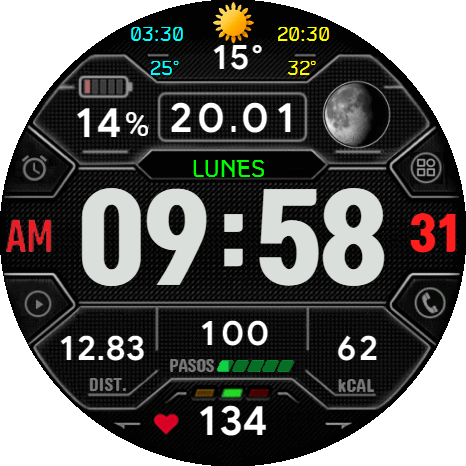 03:30 20:30
15°
25° 32°
14% 20.01
LUNES
AM 09:58 31
12.83 100 62
PASOS
DIST. kCAL
134